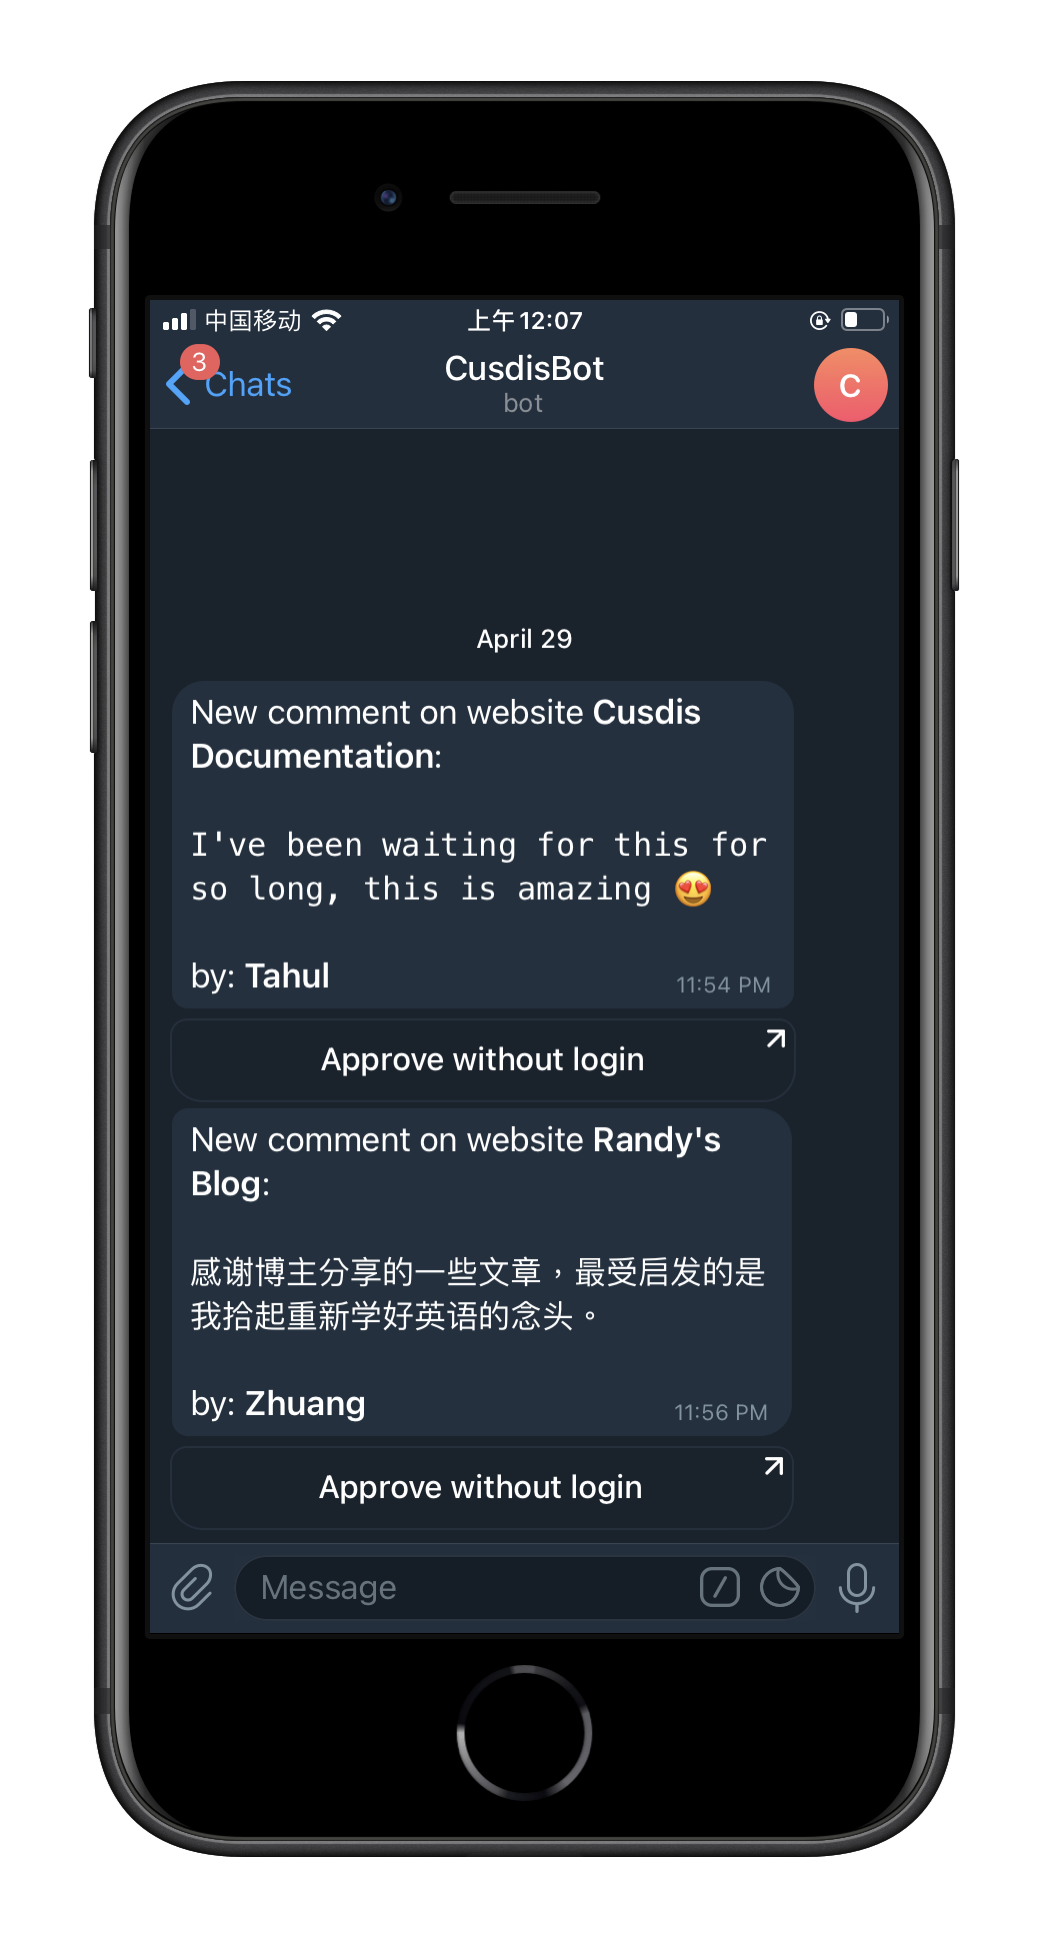 中国移动
上午12:07
3
Chats
CusdisBot
bot
C
April 29
New comment on website Cusdis
Documentation:
I've been waiting for this for
so long, this is amazing 😍
by: Tahul
11:54 PM
Approve without login
New comment on website Randy's
Blog:
感谢博主分享的一些文章，最受启发的是
我拾起重新学好英语的念头。
by: Zhuang
11:56 PM
Approve without login
Message